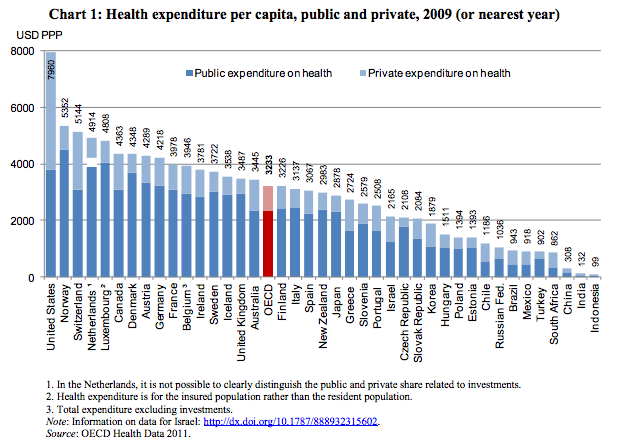 Chart 1: Health expenditure per capita, public and private, 2009 (or nearest year)
USD PPP
8000
6000
4000
2000
0
Public expenditure on health
Private expenditure on health
7960
5352
5144
4914
4808
4363
4348
4289
4218
3978
3946
3781
3722
3538
3487
3445
3233
3226
3137
3067
2983
2878
2724
2579
2508
2165
2108
2084
1879
1511
1394
1393
1186
1036
943
918
902
862
308
132
99
United States
Norway
Switzerland
Netherlands ¹
Luxembourg ²
Canada
Denmark
Austria
Germany
France
Belgium ³
Ireland
Sweden
Iceland
United Kingdom
Australia
OECD
Finland
Italy
Spain
New Zealand
Japan
Greece
Slovenia
Portugal
Israel
Czech Republic
Slovak Republic
Korea
Hungary
Poland
Estonia
Chile
Russian Fed.
Brazil
Mexico
Turkey
South Africa
China
India
Indonesia
1. In the Netherlands, it is not possible to clearly distinguish the public and private share related to investments.
2. Health expenditure is for the insured population rather than the resident population.
3. Total expenditure excluding investments.
Note: Information on data for Israel: http://dx.doi.org/10.1787/888932315602.
Source: OECD Health Data 2011.